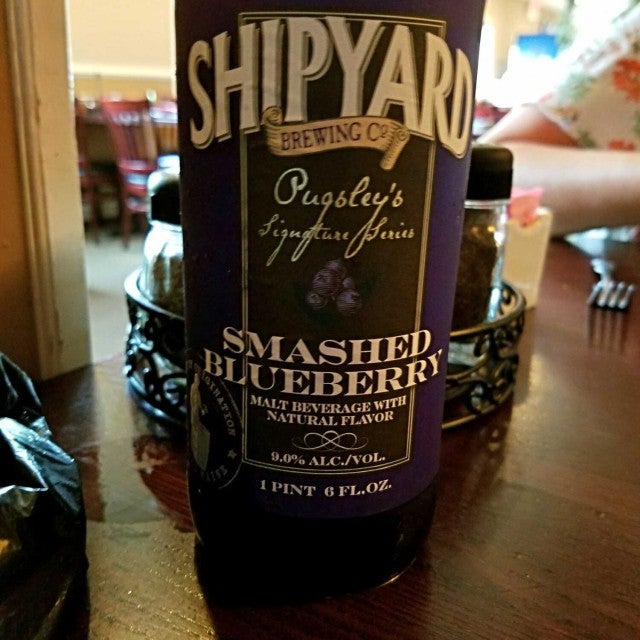 SHIPYARD
BREWING Co
Pugsley's
Signature Series
SMASHED
BLUEBERRY
MALT BEVERAGE WITH
NATURAL FLAVOR
9.0% ALC./VOL.
1 PINT 6 FL.OZ.